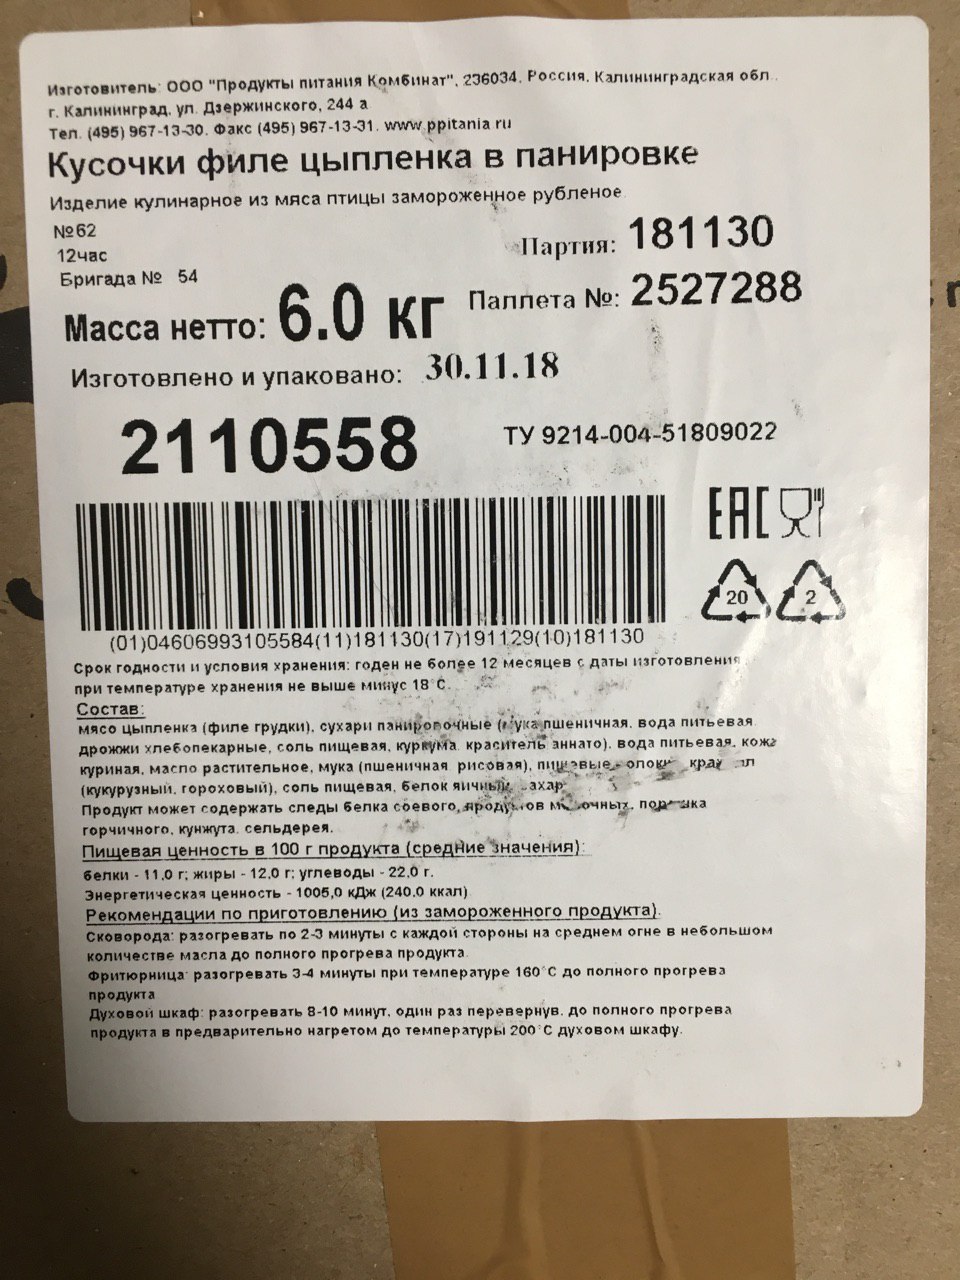 Изготовитель: ООО "Продукты питания Комбинат", 236034, Россия, Калининградская обл.,
г. Калининград, ул. Дзержинского, 244 а
Тел. (495) 967-13-30. Факс (495) 967-13-31. www.ppitania.ru
Кусочки филе цыпленка в панировке
Изделие кулинарное из мяса птицы замороженное рубленое.
№62
12час
Бригада № 54
Партия: 181130
Паллета №: 2527288
Масса нетто: 6.0 кг
Изготовлено и упаковано: 30.11.18
2110558
ТУ 9214-004-51809022
EAC
20
2
(01)04606993105584(11)181130(17)191129(10)181130
Срок годности и условия хранения: годен не более 12 месяцев с даты изготовления
при температуре хранения не выше минус 18°С.
Состав:
мясо цыпленка (филе грудки), сухари панировочные (мука пшеничная, вода питьевая,
дрожжи хлебопекарные, соль пищевая, куркума, краситель аннато), вода питьевая, кожа
куриная, масло растительное, мука (пшеничная, рисовая), пищевые
(кукурузный, гороховый), соль пищевая, белок яичный, сахар.
Продукт может содержать следы белка соевого, продуктов молочных, порошка
горчичного, кунжута, сельдерея.
Пищевая ценность в 100 г продукта (средние значения):
белки - 11,0 г; жиры - 12,0 г; углеводы - 22,0 г.
Энергетическая ценность - 1005,0 кДж (240,0 ккал).
Рекомендации по приготовлению (из замороженного продукта).
Сковорода: разогревать по 2-3 минуты с каждой стороны на среднем огне в небольшом
количестве масла до полного прогрева продукта.
Фритюрница: разогревать 3-4 минуты при температуре 160°С до полного прогрева
продукта
Духовой шкаф: разогревать 8-10 минут, один раз перевернув, до полного прогрева
продукта в предварительно нагретом до температуры 200°С духовом шкафу.